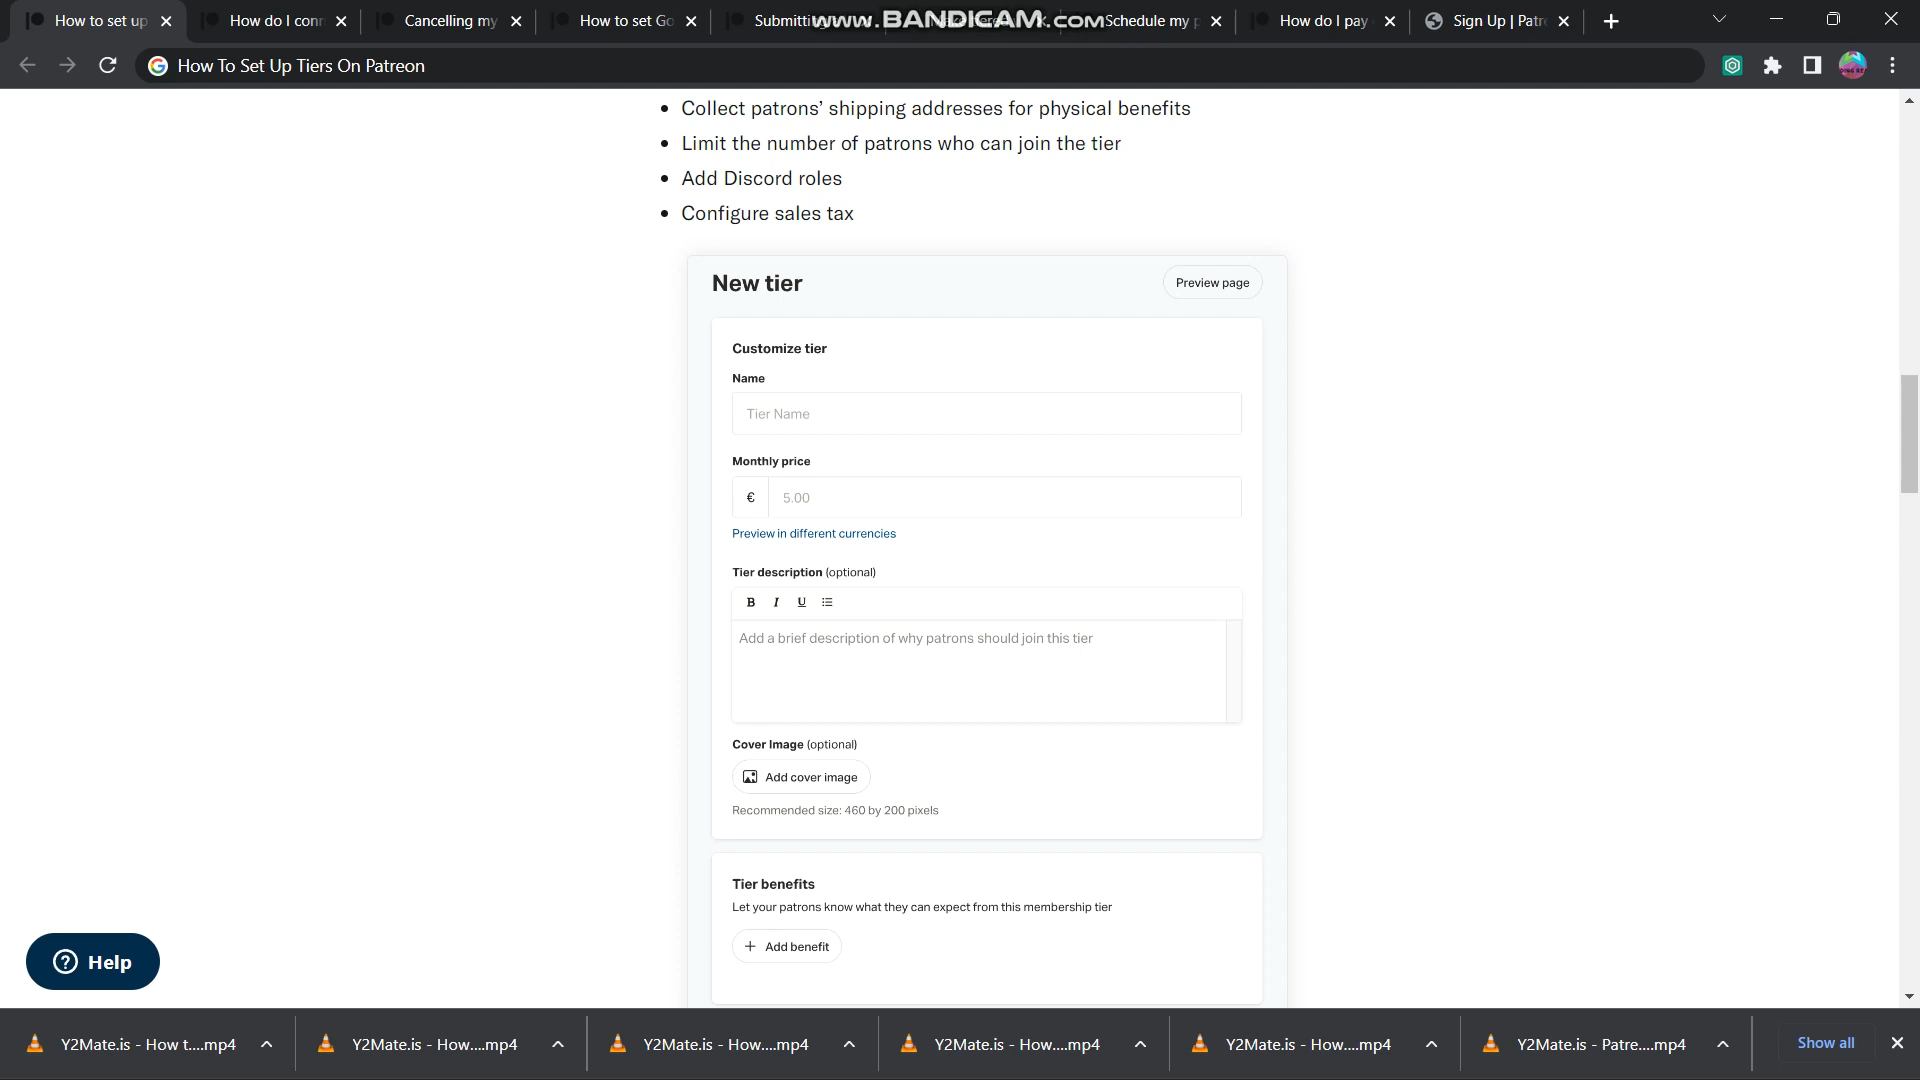 How to set up
How do I conn
Cancelling my
How to set Go
Submitting
www.BANDICAM.com
Schedule my p
How do I pay
Sign Up | Patr
How To Set Up Tiers On Patreon
• Collect patrons' shipping addresses for physical benefits
• Limit the number of patrons who can join the tier
• Add Discord roles
• Configure sales tax
New tier
Preview page
Customize tier
Name
Tier Name
Monthly price
€ 5.00
Preview in different currencies
Tier description (optional)
B I U
Add a brief description of why patrons should join this tier
Cover Image (optional)
Add cover image
Recommended size: 460 by 200 pixels
Tier benefits
Let your patrons know what they can expect from this membership tier
+ Add benefit
? Help
Y2Mate.is - How t....mp4
Y2Mate.is - How....mp4
Y2Mate.is - How....mp4
Y2Mate.is - How....mp4
Y2Mate.is - How....mp4
Y2Mate.is - Patre....mp4
Show all